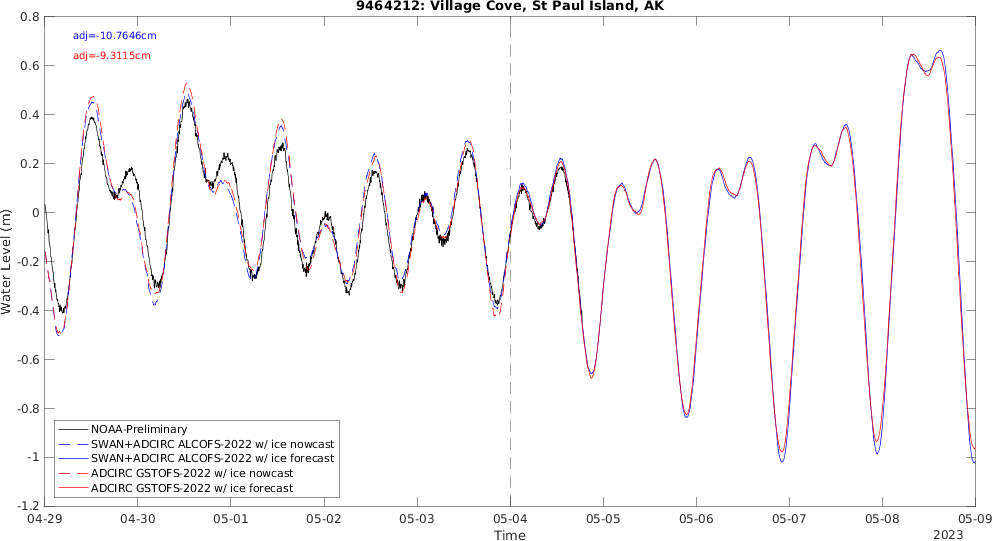 9464212: Village Cove, St Paul Island, AK
adj=-10.7646cm
adj=-9.3115cm
Water Level (m)
0.8
0.6
0.4
0.2
0
-0.2
-0.4
-0.6
-0.8
-1
-1.2
NOAA-Preliminary
SWAN+ADCIRC ALCOFS-2022 w/ ice nowcast
SWAN+ADCIRC ALCOFS-2022 w/ ice forecast
ADCIRC GSTOFS-2022 w/ ice nowcast
ADCIRC GSTOFS-2022 w/ ice forecast
04-29 04-30 05-01 05-02 05-03 05-04 05-05 05-06 05-07 05-08 05-09
Time
2023